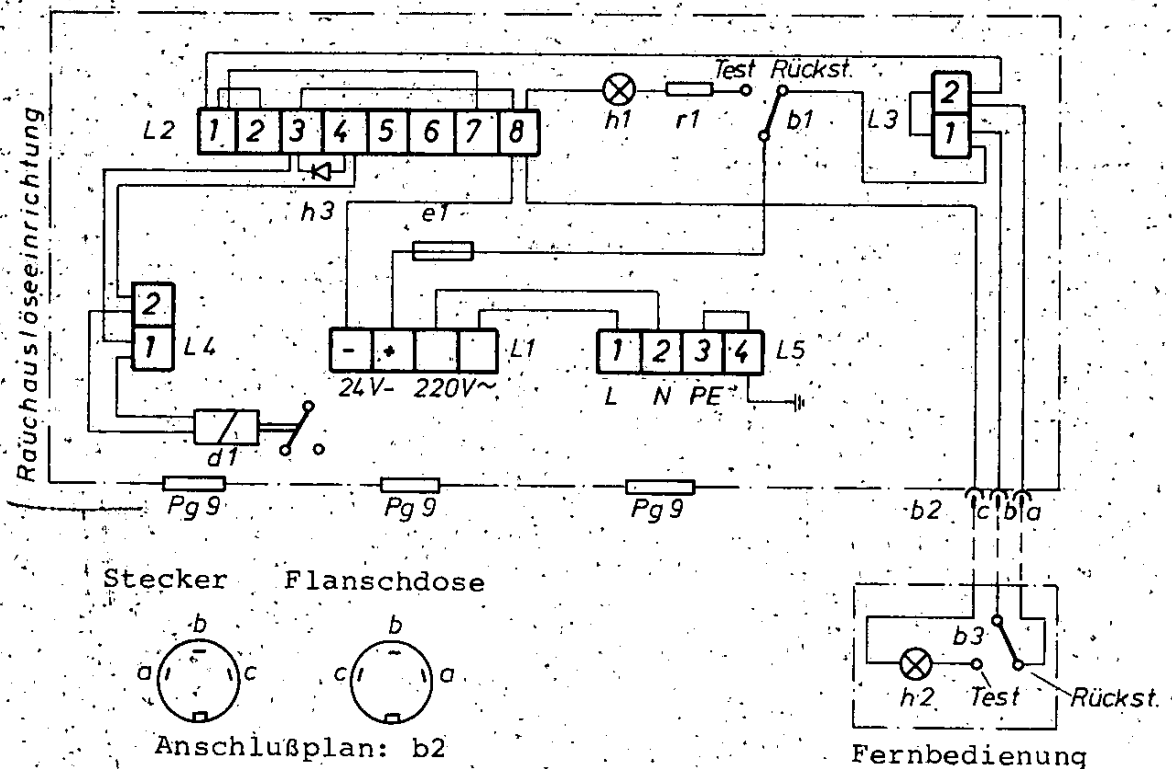 Rauchauslöseeinrichtung
L2
1 2 3 4 5 6 7 8
h1
r1
Test Rückst.
b1
L3
2
1
h3
e1
2
1
L4
- +
L1
24V- 220V~
1 2 3 4
L5
L N PE
d1
Pg 9 Pg 9 Pg 9
b2 c b a
Stecker Flanschdose
b
a c
b
c a
Anschlußplan: b2
b3
h2
Test
Rückst.
Fernbedienung